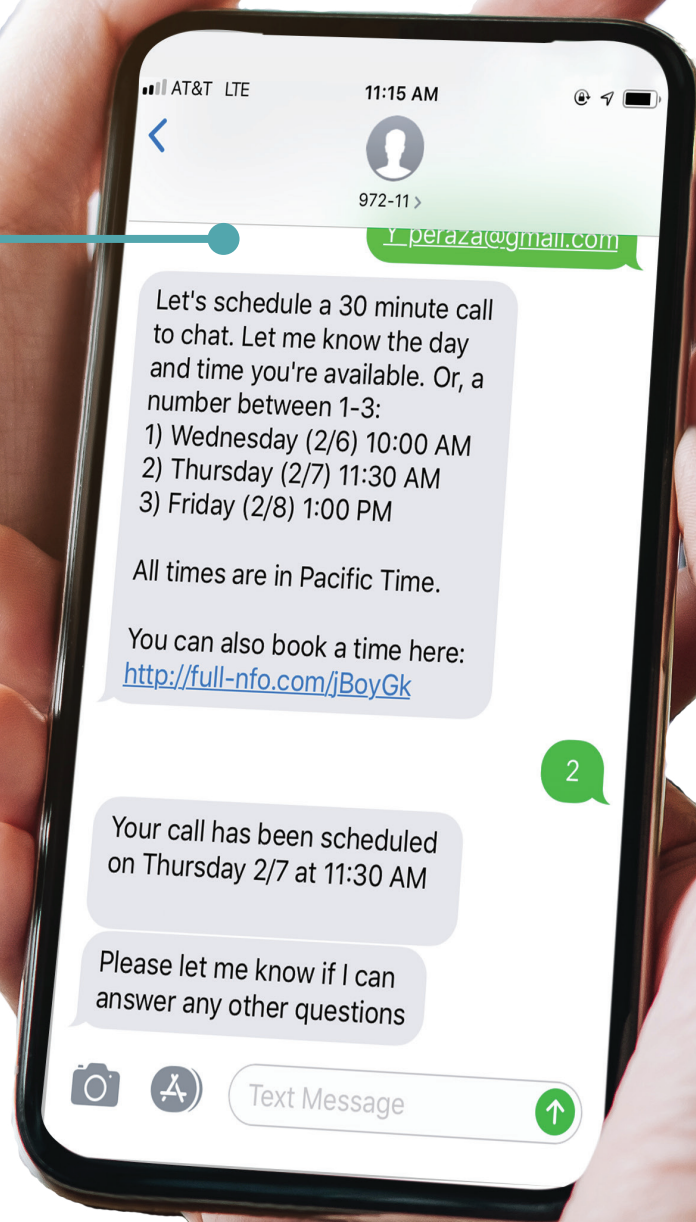 AT&T LTE
11:15 AM
972-11 >
Y_peraza@gmail.com
Let's schedule a 30 minute call
to chat. Let me know the day
and time you're available. Or, a
number between 1-3:
1) Wednesday (2/6) 10:00 AM
2) Thursday (2/7) 11:30 AM
3) Friday (2/8) 1:00 PM
All times are in Pacific Time.
You can also book a time here:
http://full-nfo.com/jBoyGk
2
Your call has been scheduled
on Thursday 2/7 at 11:30 AM
Please let me know if I can
answer any other questions
Text Message